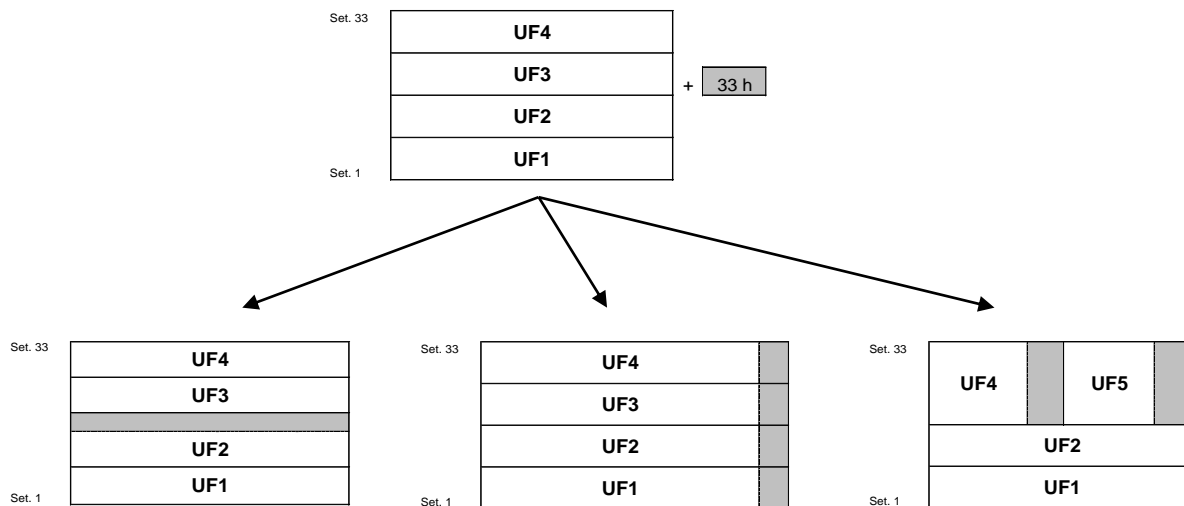 Set. 33
UF4
UF3
+ 33 h
UF2
UF1
Set. 1
Set. 33
UF4
UF3
UF2
UF1
Set. 1
Set. 33
UF4
UF3
UF2
UF1
Set. 1
Set. 33
UF4 UF5
UF2
UF1
Set. 1